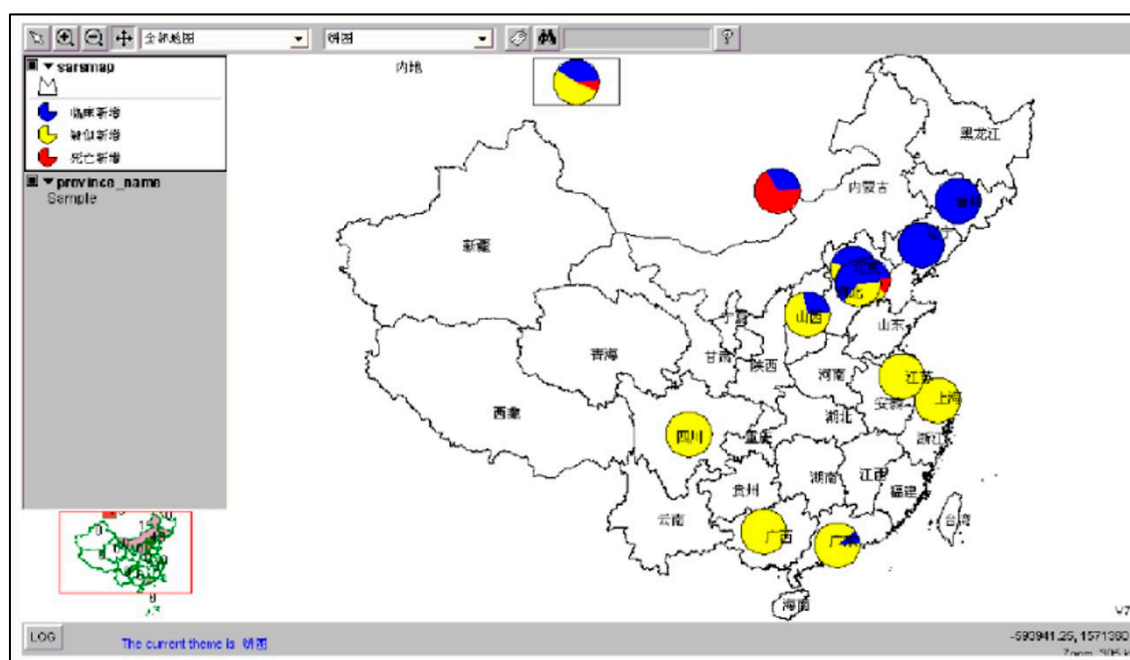 全部地图
饼图
内地
sarsmap
临床新增
疑似新增
死亡新增
province_name
Sample
黑龙江
内蒙古
吉林
新疆
辽宁
北京
河北
山西
山东
宁夏
青海
甘肃
陕西
河南
江苏
西藏
安徽
上海
四川
重庆
湖北
浙江
贵州
湖南
江西
福建
云南
广西
台湾
海南
LOG
The current theme is 饼图
-593941.25, 1571380